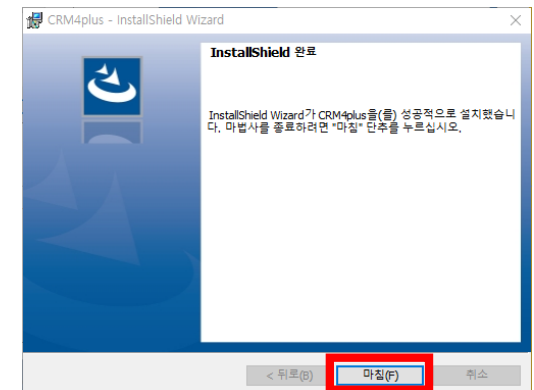 CRM4plus - InstallShield Wizard
InstallShield 완료
InstallShield Wizard가 CRM4plus을(를) 성공적으로 설치했습니
다. 마법사를 종료하려면 "마침" 단추를 누르십시오.
< 뒤로(B) 마침(F) 취소